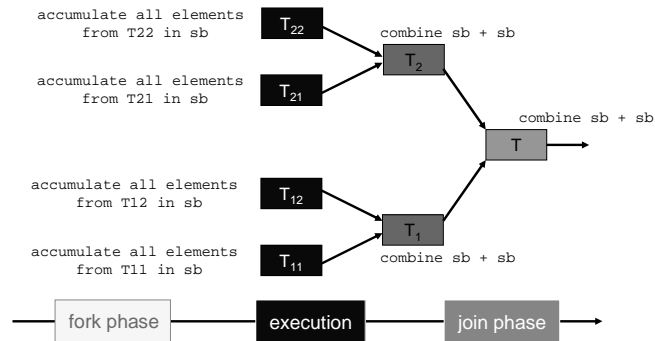 accumulate all elements
from T22 in sb
T22
combine sb + sb
T2
accumulate all elements
from T21 in sb
T21
combine sb + sb
T
accumulate all elements
from T12 in sb
T12
T1
combine sb + sb
accumulate all elements
from T11 in sb
T11
fork phase
execution
join phase